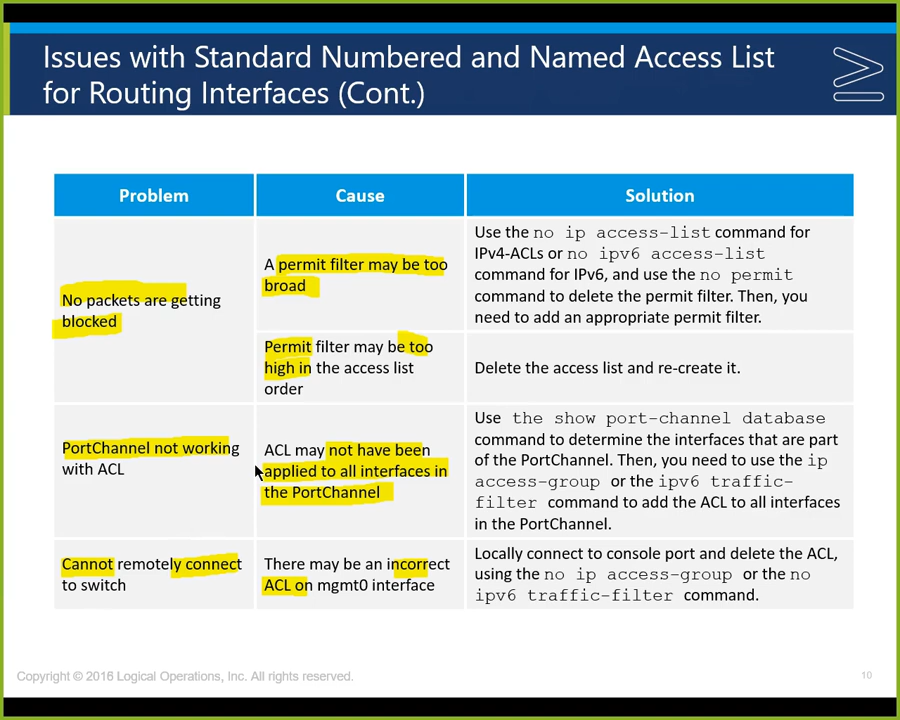 Issues with Standard Numbered and Named Access List
for Routing Interfaces (Cont.)
Problem
Cause
Solution
No packets are getting
blocked
A permit filter may be too
broad
Use the no ip access-list command for
IPv4-ACLs or no ipv6 access-list
command for IPv6, and use the no permit
command to delete the permit filter. Then, you
need to add an appropriate permit filter.
Permit filter may be too
high in the access list
order
Delete the access list and re-create it.
PortChannel not working
with ACL
ACL may not have been
applied to all interfaces in
the PortChannel
Use the show port-channel database
command to determine the interfaces that are part
of the PortChannel. Then, you need to use the ip
access-group or the ipv6 traffic-
filter command to add the ACL to all interfaces
in the PortChannel.
Cannot remotely connect
to switch
There may be an incorrect
ACL on mgmt0 interface
Locally connect to console port and delete the ACL,
using the no ip access-group or the no
ipv6 traffic-filter command.
Copyright © 2016 Logical Operations, Inc. All rights reserved.
10